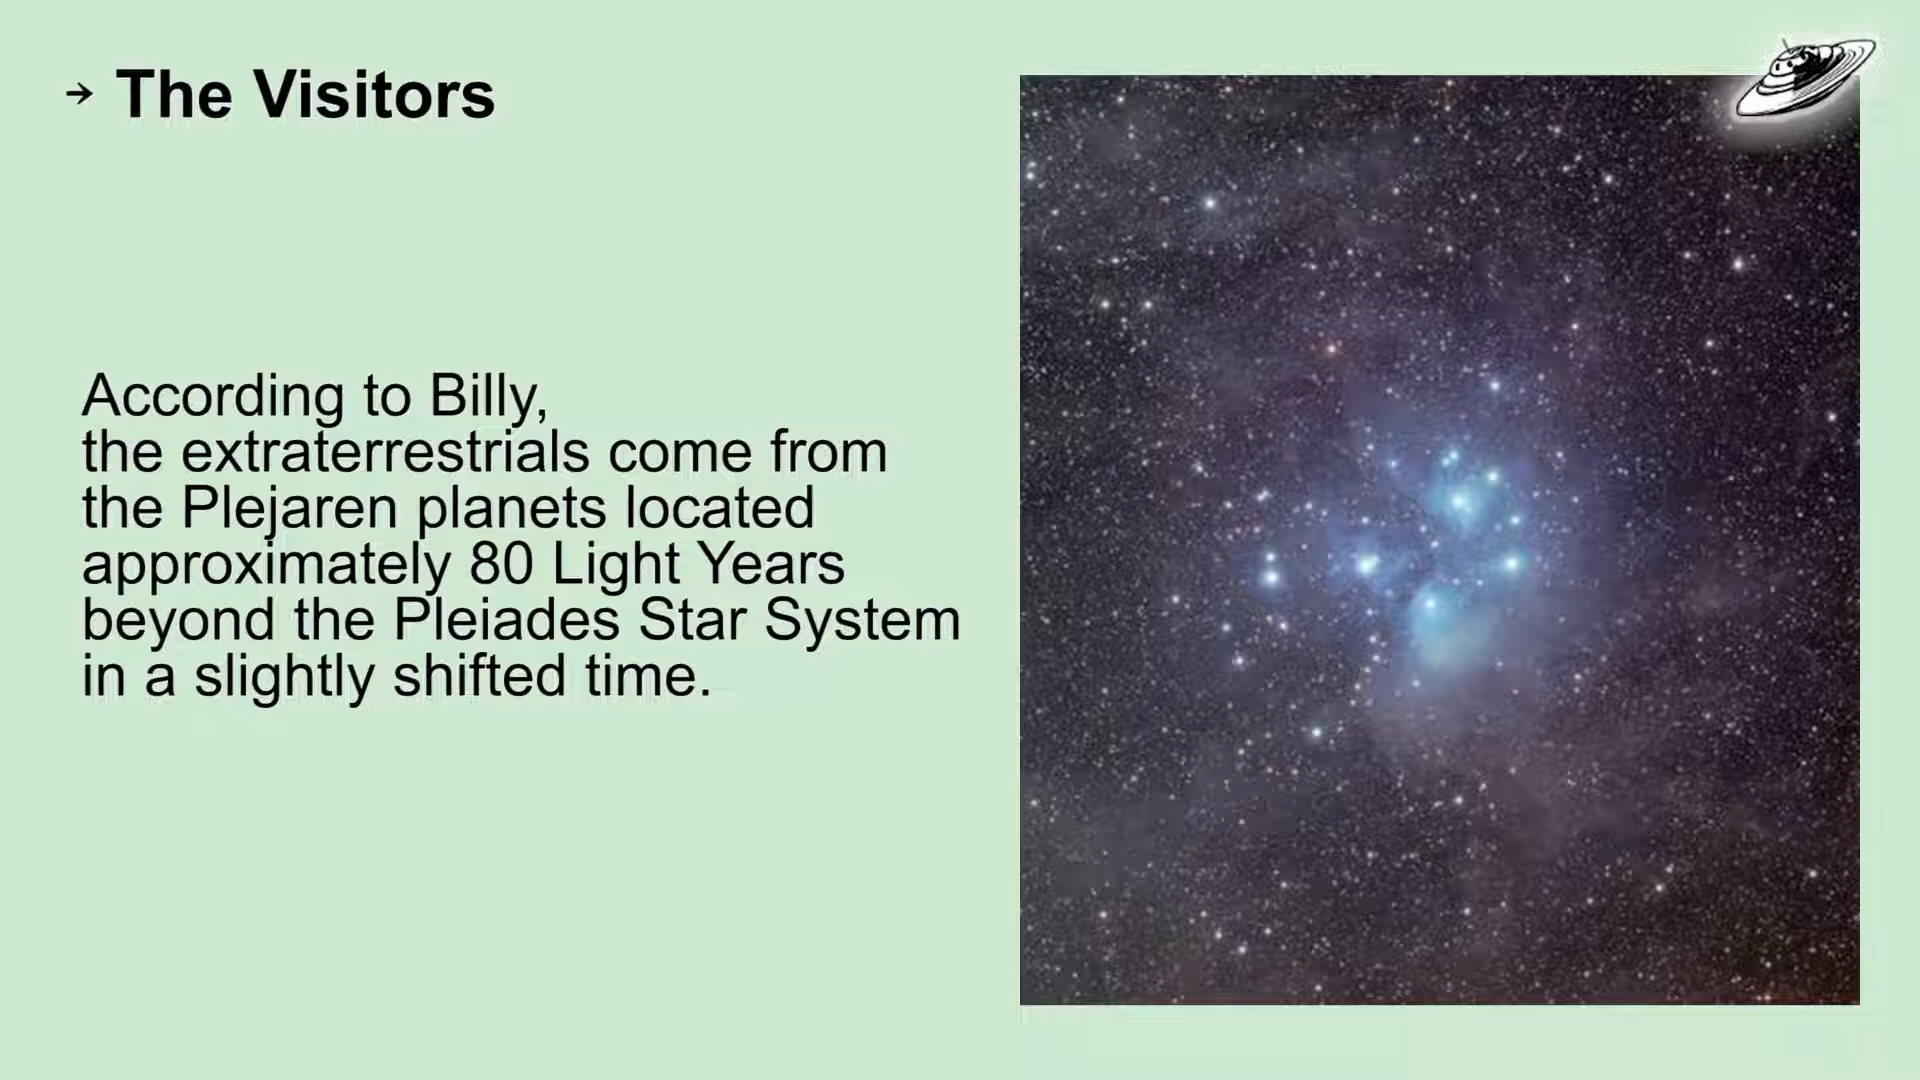 → The Visitors
According to Billy,
the extraterrestrials come from
the Plejaren planets located
approximately 80 Light Years
beyond the Pleiades Star System
in a slightly shifted time.